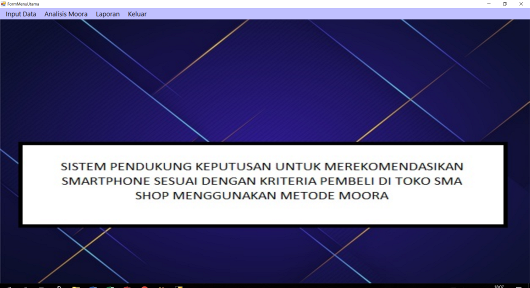 FormMenuUtama
Input Data Analisis Moora Laporan Keluar
SISTEM PENDUKUNG KEPUTUSAN UNTUK MEREKOMENDASIKAN
SMARTPHONE SESUAI DENGAN KRITERIA PEMBELI DI TOKO SMA
SHOP MENGGUNAKAN METODE MOORA